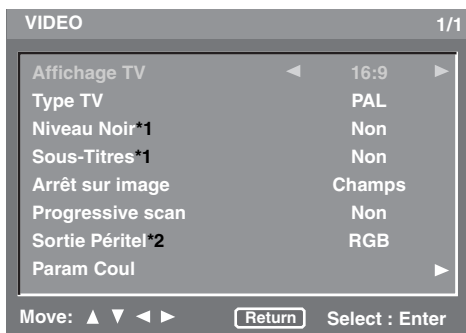 VIDEO 1/1
Affichage TV ◀ 16:9 ▶
Type TV PAL
Niveau Noir*1 Non
Sous-Titres*1 Non
Arrêt sur image Champs
Progressive scan Non
Sortie Péritel*2 RGB
Param Coul ▶
Move: ▲ ▼ ◀ ▶ Return Select : Enter